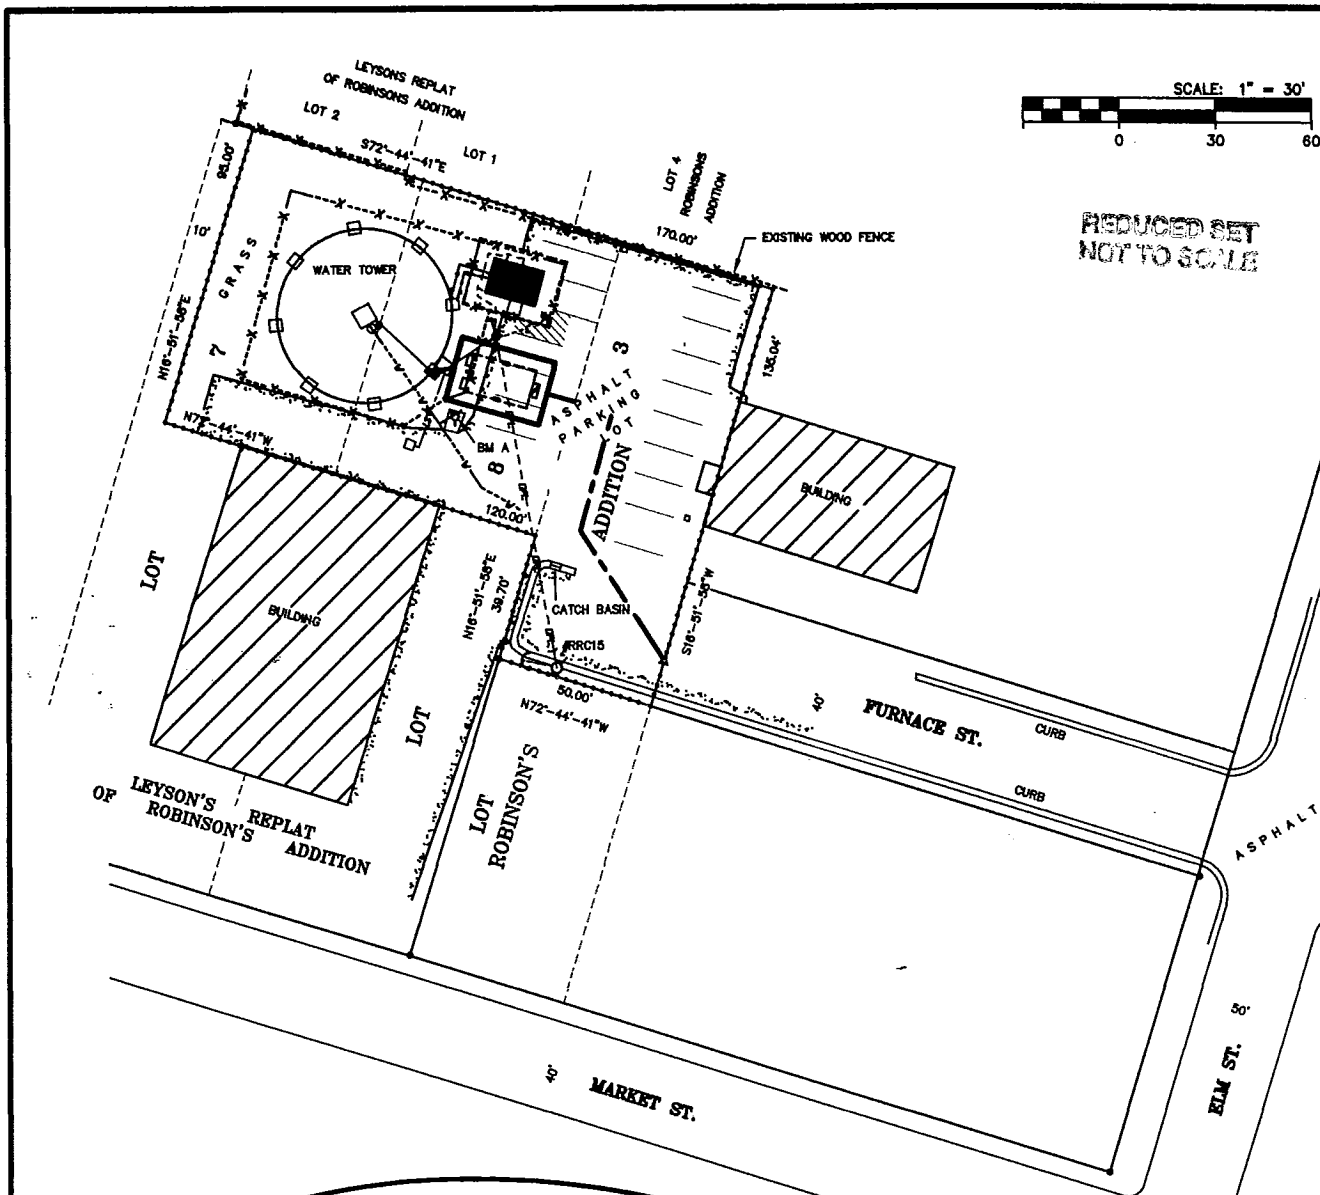 LEYSONS REPLAT
OF ROBINSONS ADDITION
LOT 2
S72°-44'-41"E
LOT 1
LOT 4
ROBINSONS
ADDITION
170.00'
EXISTING WOOD FENCE
SCALE: 1" = 30'
0 30 60
REDUCED SET
NOT TO SCALE
95.00'
10'
GRASS
WATER TOWER
N16°-51'-58"E
7
3
135.04'
ASPHALT
PARKING
LOT
N72°-44'-41"W
BM A
8
ADDITION
BUILDING
120.00'
LOT
BUILDING
N16°-51'-58"E
39.70'
CATCH BASIN
RRC15
S16°-51'-58"W
50.00'
N72°-44'-41"W
40'
FURNACE ST.
CURB
CURB
LOT
LOT
ROBINSON'S
LEYSON'S REPLAT
OF ROBINSON'S ADDITION
ASPHALT
50'
ELM ST.
40'
MARKET ST.